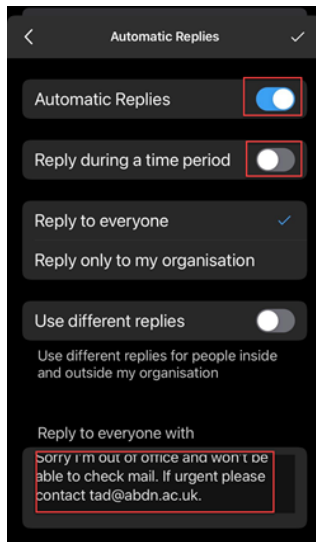 Automatic Replies
Automatic Replies
Reply during a time period
Reply to everyone
Reply only to my organisation
Use different replies
Use different replies for people inside
and outside my organisation
Reply to everyone with
Sorry I'm out of office and won't be
able to check mail. If urgent please
contact tad@abdn.ac.uk.